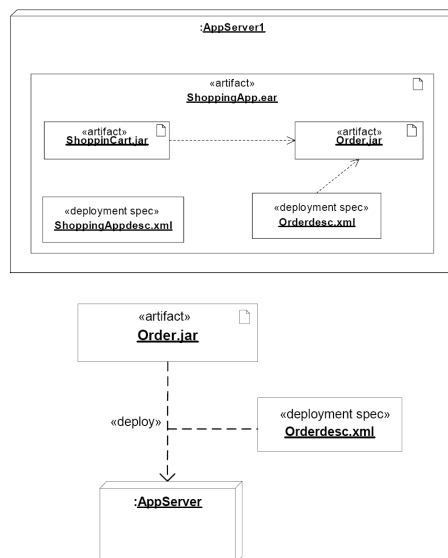 :AppServer1
«artifact»
ShoppingApp.ear
«artifact»
ShoppinCart.jar
«artifact»
Order.jar
«deployment spec»
ShoppingAppdesc.xml
«deployment spec»
Orderdesc.xml
«artifact»
Order.jar
«deploy»
«deployment spec»
Orderdesc.xml
:AppServer